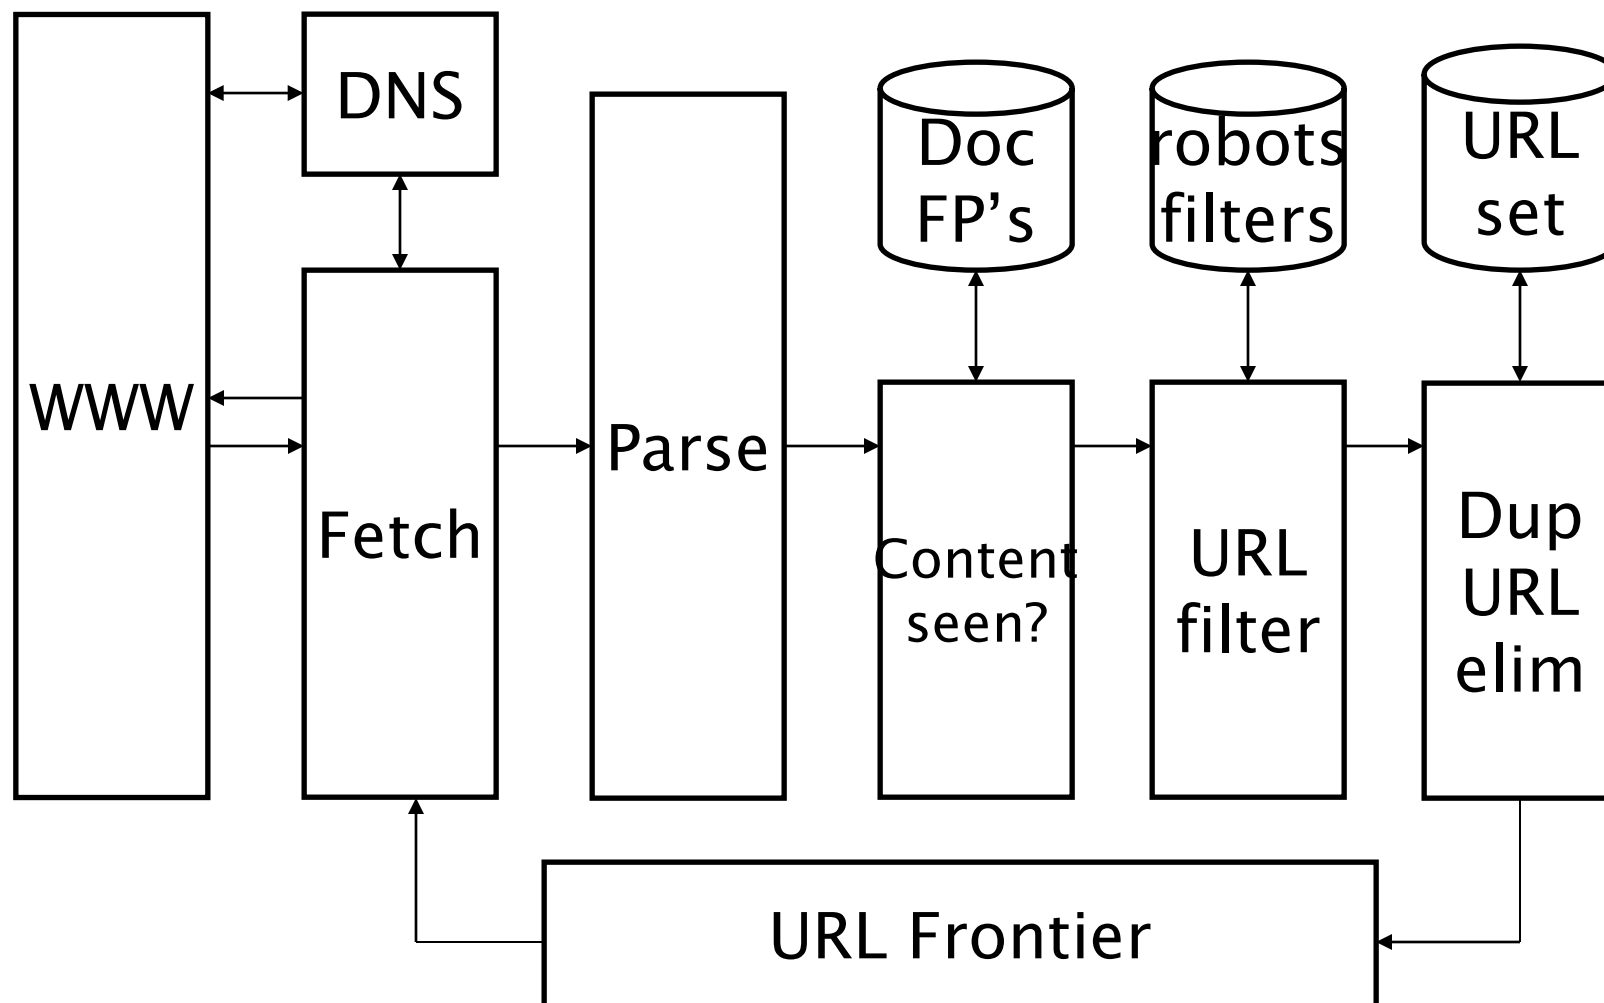 WWW
DNS
Fetch
Parse
Doc
FP’s
Content
seen?
robots
filters
URL
filter
URL
set
Dup
URL
elim
URL Frontier